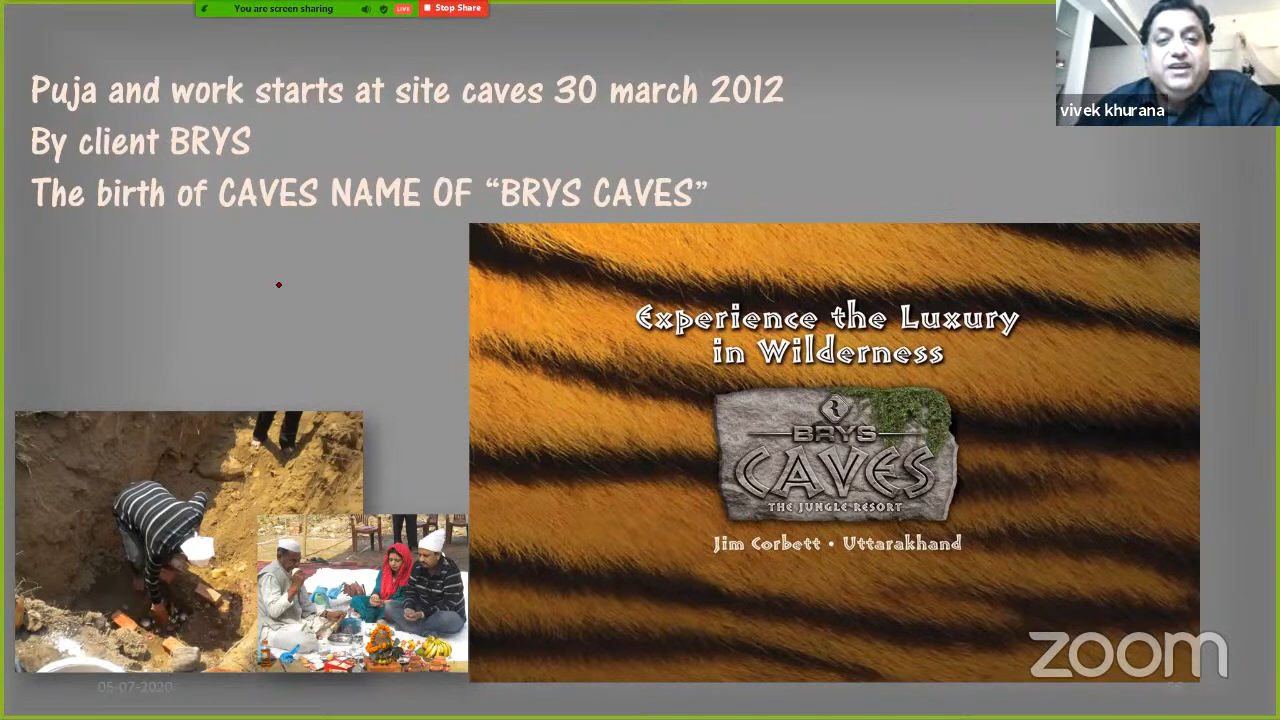 You are screen sharing LIVE Stop Share
vivek khurana
Puja and work starts at site caves 30 march 2012
By client BRYS
The birth of CAVES NAME OF “BRYS CAVES”
Experience the Luxury
in Wilderness
BRYS
CAVES
THE JUNGLE RESORT
Jim Corbett • Uttarakhand
zoom
05-07-2020